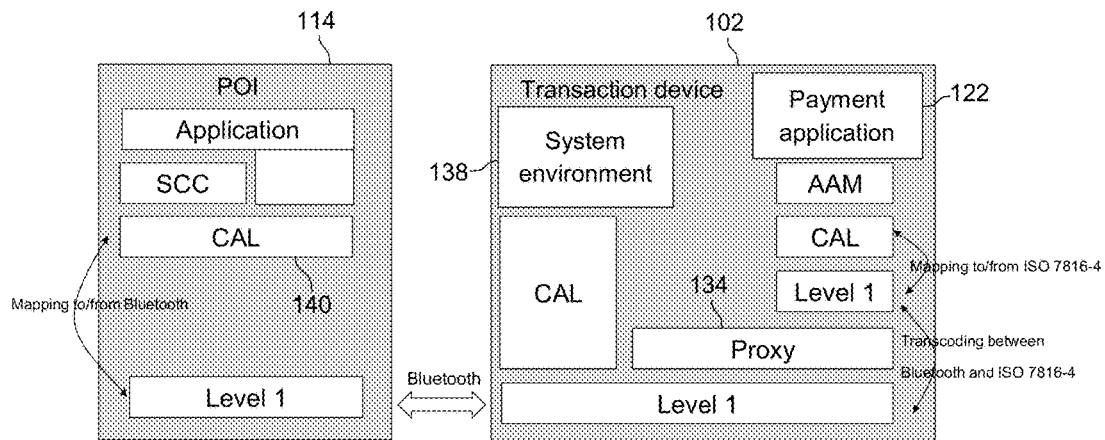 114
102
POI
Application
SCC
CAL
140
Mapping to/from Bluetooth
Level 1
Bluetooth
Transaction device
System
environment
138
Payment
application
122
AAM
CAL
Mapping to/from ISO 7816-4
Level 1
CAL
134
Proxy
Transcoding between
Bluetooth and ISO 7816-4
Level 1